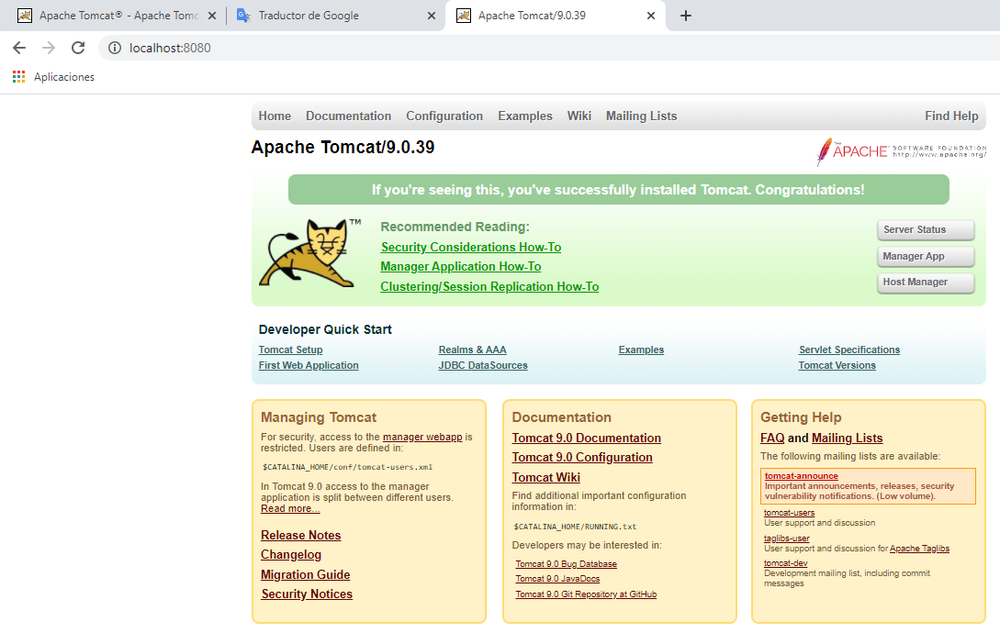 Apache Tomcat® - Apache Tomc
Traductor de Google
Apache Tomcat/9.0.39
localhost:8080
Aplicaciones
Home Documentation Configuration Examples Wiki Mailing Lists Find Help
Apache Tomcat/9.0.39
THE APACHE® SOFTWARE FOUNDATION
http://www.apache.org/
If you're seeing this, you've successfully installed Tomcat. Congratulations!
TM
Recommended Reading:
Security Considerations How-To
Manager Application How-To
Clustering/Session Replication How-To
Server Status
Manager App
Host Manager
Developer Quick Start
Tomcat Setup
First Web Application
Realms & AAA
JDBC DataSources
Examples
Servlet Specifications
Tomcat Versions
Managing Tomcat
For security, access to the manager webapp is
restricted. Users are defined in:
$CATALINA_HOME/conf/tomcat-users.xml
In Tomcat 9.0 access to the manager
application is split between different users.
Read more...
Release Notes
Changelog
Migration Guide
Security Notices
Documentation
Tomcat 9.0 Documentation
Tomcat 9.0 Configuration
Tomcat Wiki
Find additional important configuration
information in:
$CATALINA_HOME/RUNNING.txt
Developers may be interested in:
Tomcat 9.0 Bug Database
Tomcat 9.0 JavaDocs
Tomcat 9.0 Git Repository at GitHub
Getting Help
FAQ and Mailing Lists
The following mailing lists are available:
tomcat-announce
Important announcements, releases, security
vulnerability notifications. (Low volume).
tomcat-users
User support and discussion
taglibs-user
User support and discussion for Apache Taglibs
tomcat-dev
Development mailing list, including commit
messages